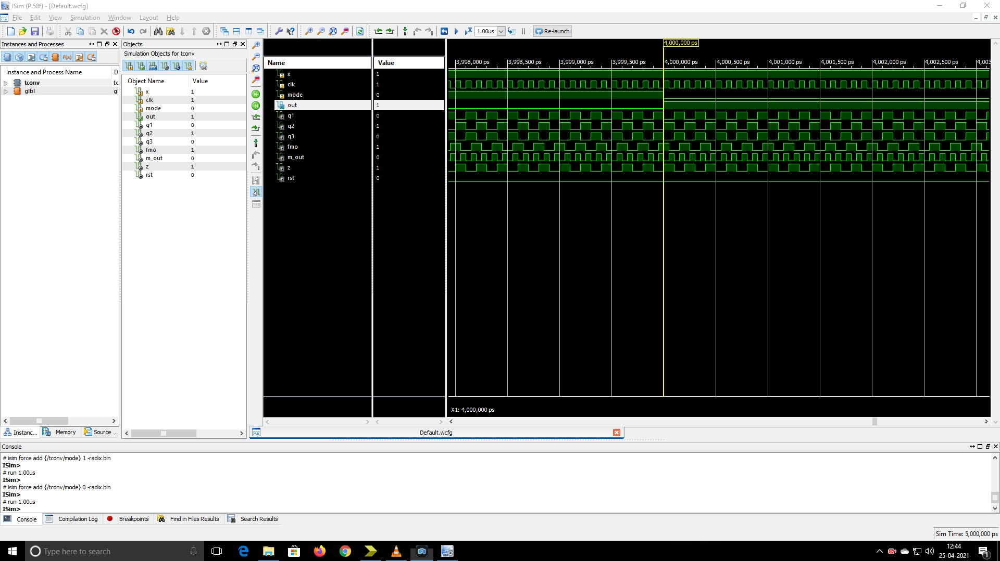 ISim (P.58f) - [Default.wcfg]
File Edit View Simulation Window Layout Help
1.00us Re-launch
Instances and Processes
Instance and Process Name D
tconv tc
glbl gl
Instanc... Memory Source ...
Objects
Simulation Objects for tconv
Object Name Value
x 1
clk 1
mode 0
out 1
q1 0
q2 1
q3 0
fmo 1
m_out 0
z 1
rst 0
Name Value
x 1
clk 1
mode 0
out 1
q1 0
q2 1
q3 0
fmo 1
m_out 0
z 1
rst 0
4,000,000 ps
3,998,000 ps 3,998,500 ps 3,999,000 ps 3,999,500 ps 4,000,000 ps 4,000,500 ps 4,001,000 ps 4,001,500 ps 4,002,000 ps 4,002,500 ps 4,003
X1: 4,000,000 ps
Default.wcfg
Console
# isim force add {/tconv/mode} 1 -radix bin
ISim>
# run 1.00us
ISim>
# isim force add {/tconv/mode} 0 -radix bin
ISim>
# run 1.00us
ISim>
Console Compilation Log Breakpoints Find in Files Results Search Results
Sim Time: 5,000,000 ps
Type here to search
12:44
25-04-2021
1